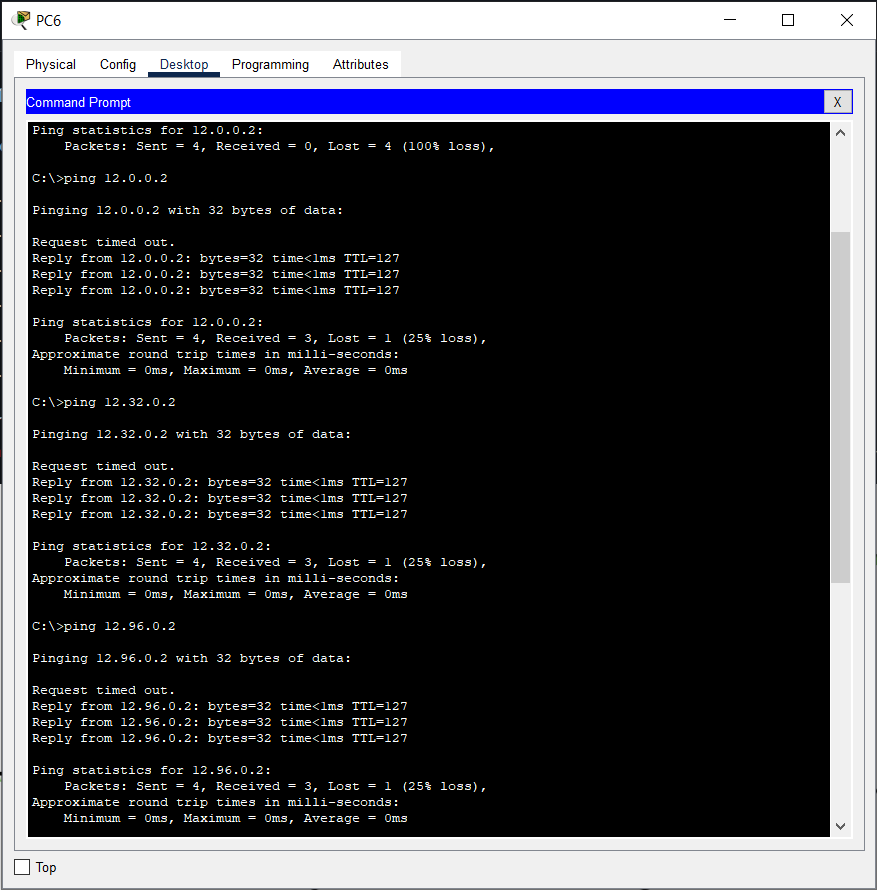 PC6
Physical Config Desktop Programming Attributes
Command Prompt X
Ping statistics for 12.0.0.2:
    Packets: Sent = 4, Received = 0, Lost = 4 (100% loss),
C:\>ping 12.0.0.2
Pinging 12.0.0.2 with 32 bytes of data:
Request timed out.
Reply from 12.0.0.2: bytes=32 time<1ms TTL=127
Reply from 12.0.0.2: bytes=32 time<1ms TTL=127
Reply from 12.0.0.2: bytes=32 time<1ms TTL=127
Ping statistics for 12.0.0.2:
    Packets: Sent = 4, Received = 3, Lost = 1 (25% loss),
Approximate round trip times in milli-seconds:
    Minimum = 0ms, Maximum = 0ms, Average = 0ms
C:\>ping 12.32.0.2
Pinging 12.32.0.2 with 32 bytes of data:
Request timed out.
Reply from 12.32.0.2: bytes=32 time<1ms TTL=127
Reply from 12.32.0.2: bytes=32 time<1ms TTL=127
Reply from 12.32.0.2: bytes=32 time<1ms TTL=127
Ping statistics for 12.32.0.2:
    Packets: Sent = 4, Received = 3, Lost = 1 (25% loss),
Approximate round trip times in milli-seconds:
    Minimum = 0ms, Maximum = 0ms, Average = 0ms
C:\>ping 12.96.0.2
Pinging 12.96.0.2 with 32 bytes of data:
Request timed out.
Reply from 12.96.0.2: bytes=32 time<1ms TTL=127
Reply from 12.96.0.2: bytes=32 time<1ms TTL=127
Reply from 12.96.0.2: bytes=32 time<1ms TTL=127
Ping statistics for 12.96.0.2:
    Packets: Sent = 4, Received = 3, Lost = 1 (25% loss),
Approximate round trip times in milli-seconds:
    Minimum = 0ms, Maximum = 0ms, Average = 0ms
Top